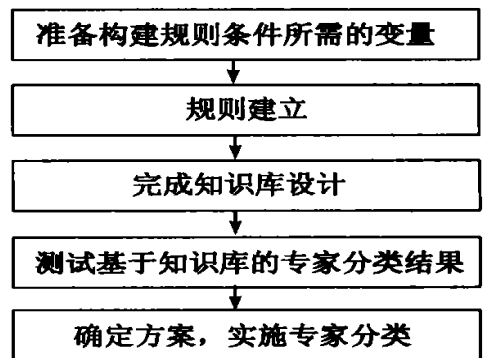 准备构建规则条件所需的变量
规则建立
完成知识库设计
测试基于知识库的专家分类结果
确定方案，实施专家分类